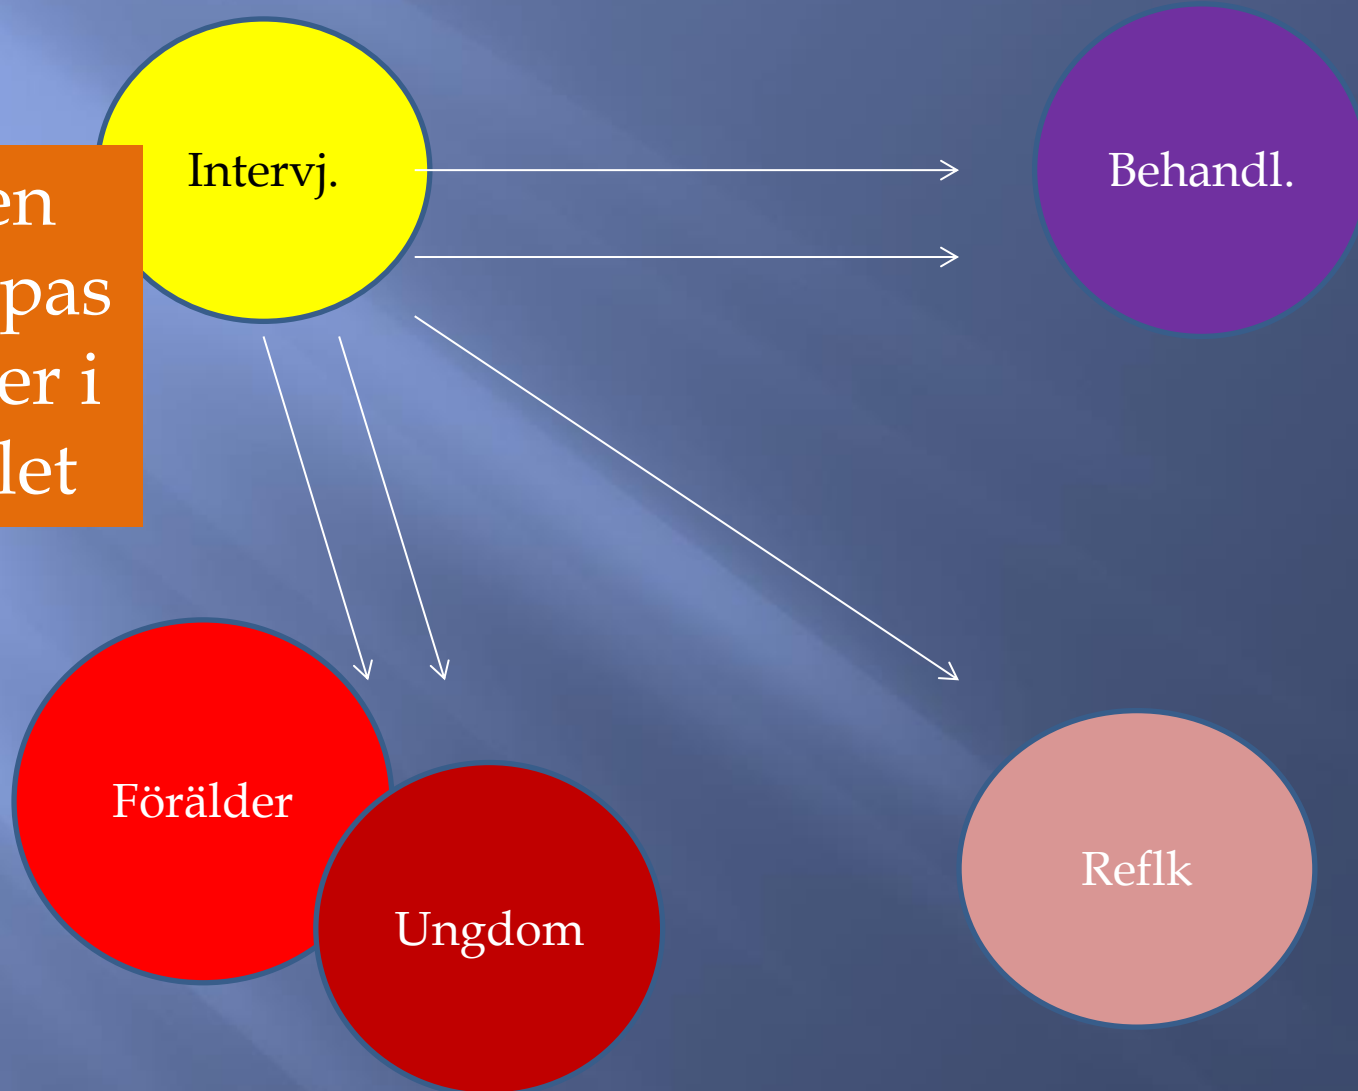 Intervj.
Behandl.
en
pas
er i
let
Förälder
Ungdom
Reflk